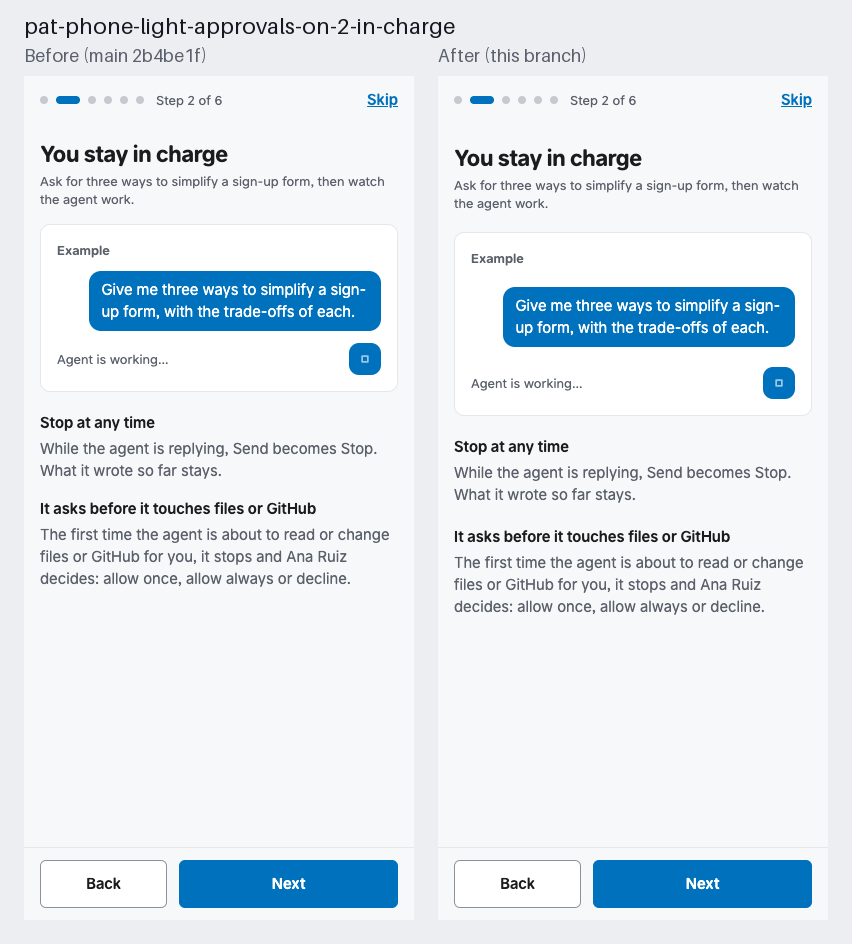 pat-phone-light-approvals-on-2-in-charge
Before (main 2b4be1f)
Step 2 of 6
Skip
You stay in charge
Ask for three ways to simplify a sign-up form, then watch
the agent work.
Example
Give me three ways to simplify a sign-
up form, with the trade-offs of each.
Agent is working...
Stop at any time
While the agent is replying, Send becomes Stop.
What it wrote so far stays.
It asks before it touches files or GitHub
The first time the agent is about to read or change
files or GitHub for you, it stops and Ana Ruiz
decides: allow once, allow always or decline.
Back
Next
After (this branch)
Step 2 of 6
Skip
You stay in charge
Ask for three ways to simplify a sign-up form, then watch
the agent work.
Example
Give me three ways to simplify a sign-
up form, with the trade-offs of each.
Agent is working...
Stop at any time
While the agent is replying, Send becomes Stop.
What it wrote so far stays.
It asks before it touches files or GitHub
The first time the agent is about to read or change
files or GitHub for you, it stops and Ana Ruiz
decides: allow once, allow always or decline.
Back
Next